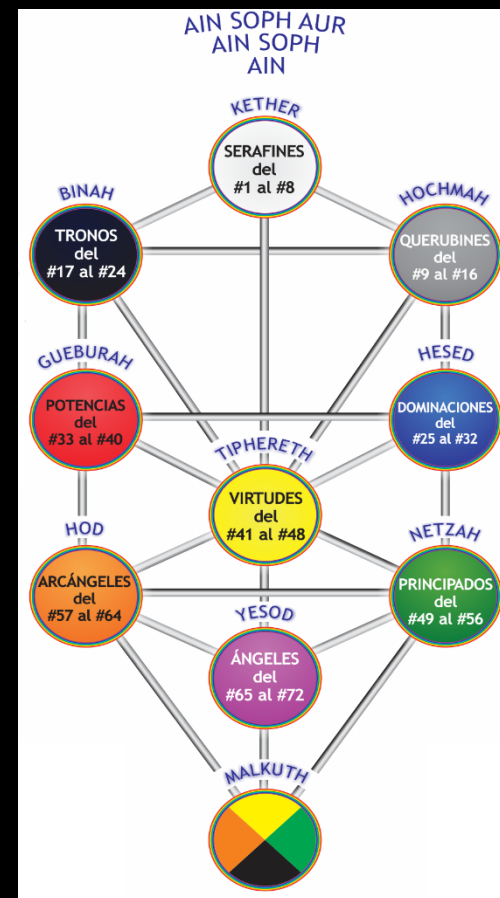 AIN SOPH AUR
AIN SOPH
AIN
KETHER
SERAFINES
del
#1 al #8
BINAH
TRONOS
del
#17 al #24
HOCHMAH
QUERUBINES
del
#9 al #16
GUEBURAH
POTENCIAS
del
#33 al #40
HESED
DOMINACIONES
del
#25 al #32
TIPHERETH
VIRTUDES
del
#41 al #48
HOD
ARCÁNGELES
del
#57 al #64
NETZAH
PRINCIPADOS
del
#49 al #56
YESOD
ÁNGELES
del
#65 al #72
MALKUTH